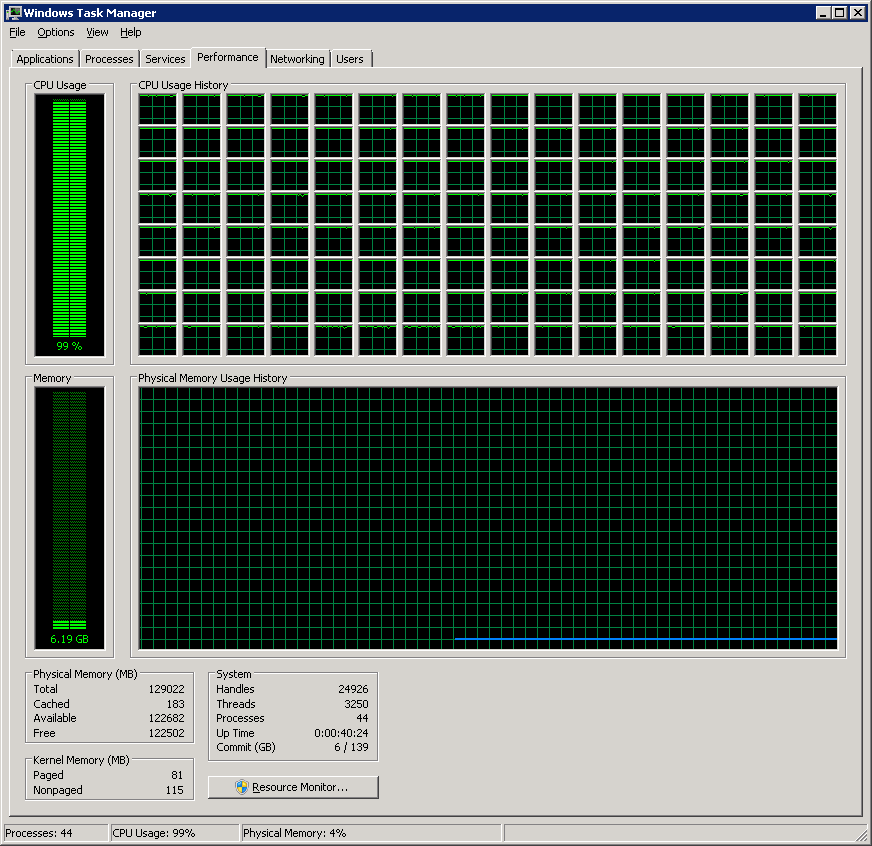 Windows Task Manager
File Options View Help
Applications Processes Services Performance Networking Users
CPU Usage CPU Usage History
99 %
Memory Physical Memory Usage History
6.19 GB
Physical Memory (MB)
Total 129022
Cached 183
Available 122682
Free 122502
Kernel Memory (MB)
Paged 81
Nonpaged 115
System
Handles 24926
Threads 3250
Processes 44
Up Time 0:00:40:24
Commit (GB) 6 / 139
Resource Monitor...
Processes: 44 CPU Usage: 99% Physical Memory: 4%